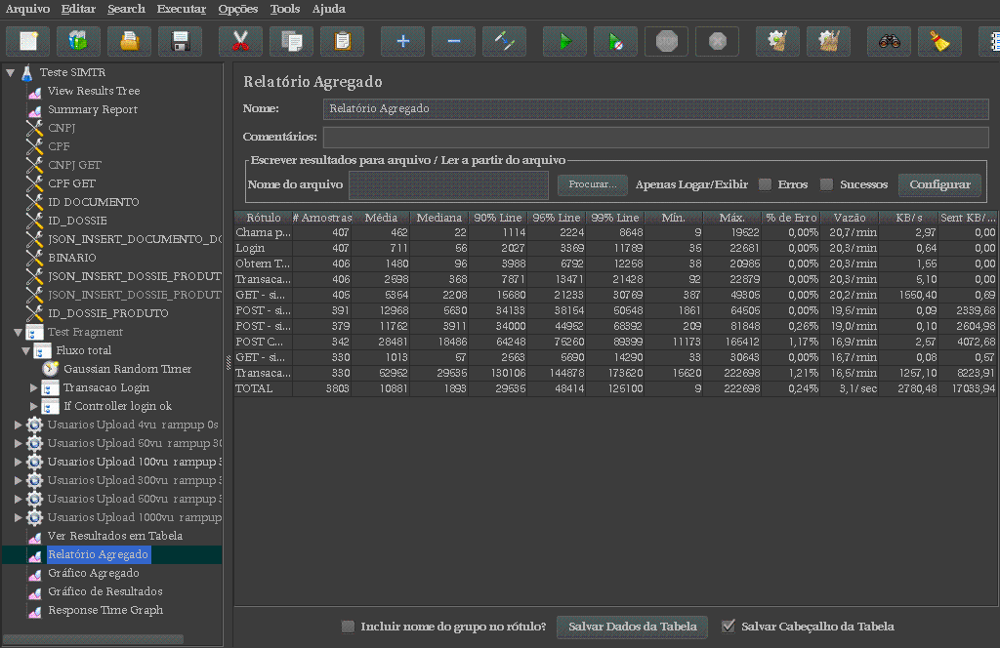 Arquivo Editar Search Executar Opções Tools Ajuda
Teste SIMTR
View Results Tree
Summary Report
CNPJ
CPF
CNPJ GET
CPF GET
ID DOCUMENTO
ID_DOSSIE
JSON_INSERT_DOCUMENTO_DO
BINARIO
JSON_INSERT_DOSSIE_PRODUT
JSON_INSERT_DOSSIE_PRODUT
ID_DOSSIE_PRODUTO
Test Fragment
Fluxo total
Gaussian Random Timer
Transacao Login
If Controller login ok
Usuarios Upload 4vu rampup 0s
Usuarios Upload 50vu rampup 30
Usuarios Upload 100vu rampup
Usuarios Upload 300vu rampup
Usuarios Upload 500vu rampup
Usuarios Upload 1000vu rampup
Ver Resultados em Tabela
Relatório Agregado
Gráfico Agregado
Gráfico de Resultados
Response Time Graph
Relatório Agregado
Nome: Relatório Agregado
Comentários:
Escrever resultados para arquivo / Ler a partir do arquivo
Nome do arquivo Procurar... Apenas Logar/Exibir Erros Sucessos Configurar
Rótulo # Amostras Média Mediana 90% Line 95% Line 99% Line Mín. Máx. % de Erro Vazão KB/s Sent KB/...
Chama p... 407 462 22 1114 2224 8648 9 19522 0,00% 20,7/min 2,97 0,00
Login 407 711 56 2027 3369 11789 35 22681 0,00% 20,3/min 0,64 0,00
Obtem T... 406 1480 96 3988 6792 12258 38 20985 0,00% 20,3/min 1,55 0,00
Transaca... 406 2598 368 7871 13471 21428 92 22879 0,00% 20,3/min 5,10 0,00
GET - si... 405 5354 2208 15680 21233 30769 387 49305 0,00% 20,2/min 1550,40 0,69
POST - si... 391 12968 5630 34133 38154 50548 1861 64505 0,00% 19,5/min 0,09 2339,68
POST - si... 379 11762 3911 34000 44952 68392 209 81848 0,26% 19,0/min 0,10 2604,98
POST C... 342 28481 18486 64248 75260 89399 11173 165412 1,17% 16,9/min 2,57 4072,68
GET - si... 330 1013 67 2563 5690 14290 33 30643 0,00% 16,7/min 0,08 0,57
Transaca... 330 52952 29535 130106 144878 173620 15620 222698 1,21% 16,5/min 1257,10 8223,91
TOTAL 3803 10881 1893 29535 48414 125100 9 222698 0,24% 3,1/sec 2780,48 17033,94
Incluir nome do grupo no rótulo? Salvar Dados da Tabela Salvar Cabeçalho da Tabela